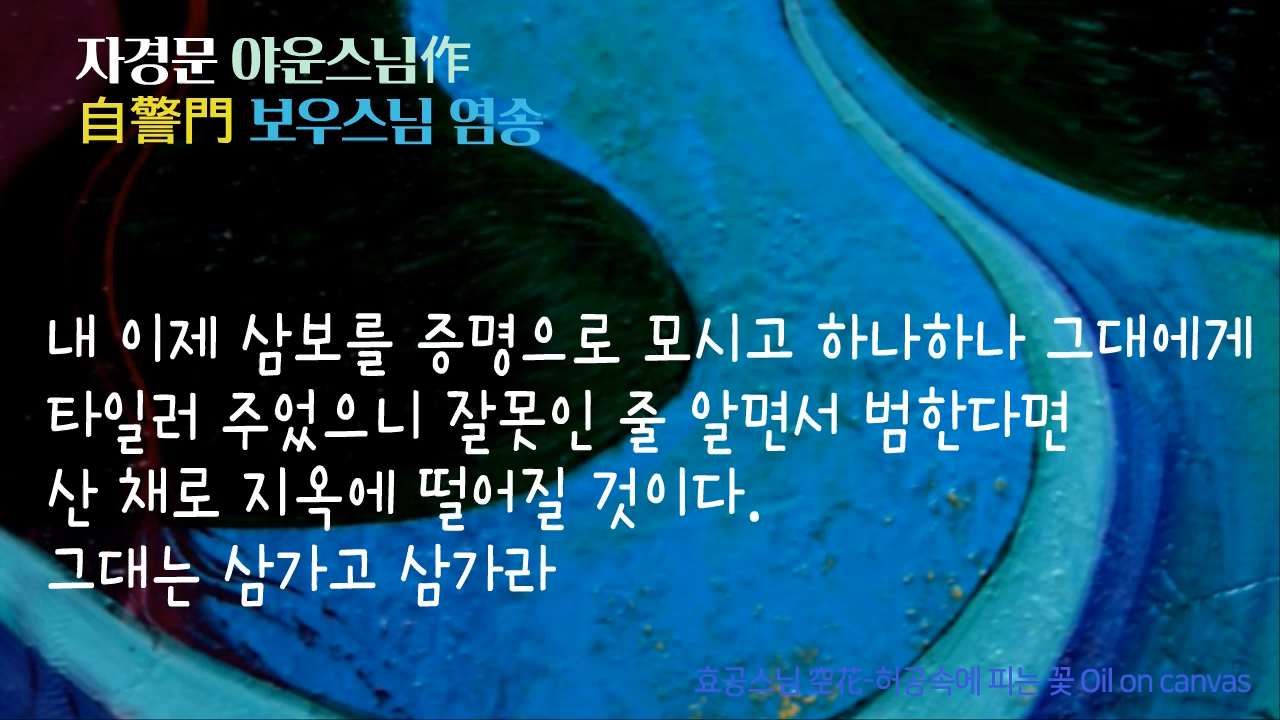 자경문 야운스님作
自警門 보우스님 염송
내 이제 삼보를 증명으로 모시고 하나하나 그대에게
타일러 주었으니 잘못인 줄 알면서 범한다면
산 채로 지옥에 떨어질 것이다.
그대는 삼가고 삼가라
효공스님 空花-허공속에 피는 꽃 Oil on canvas